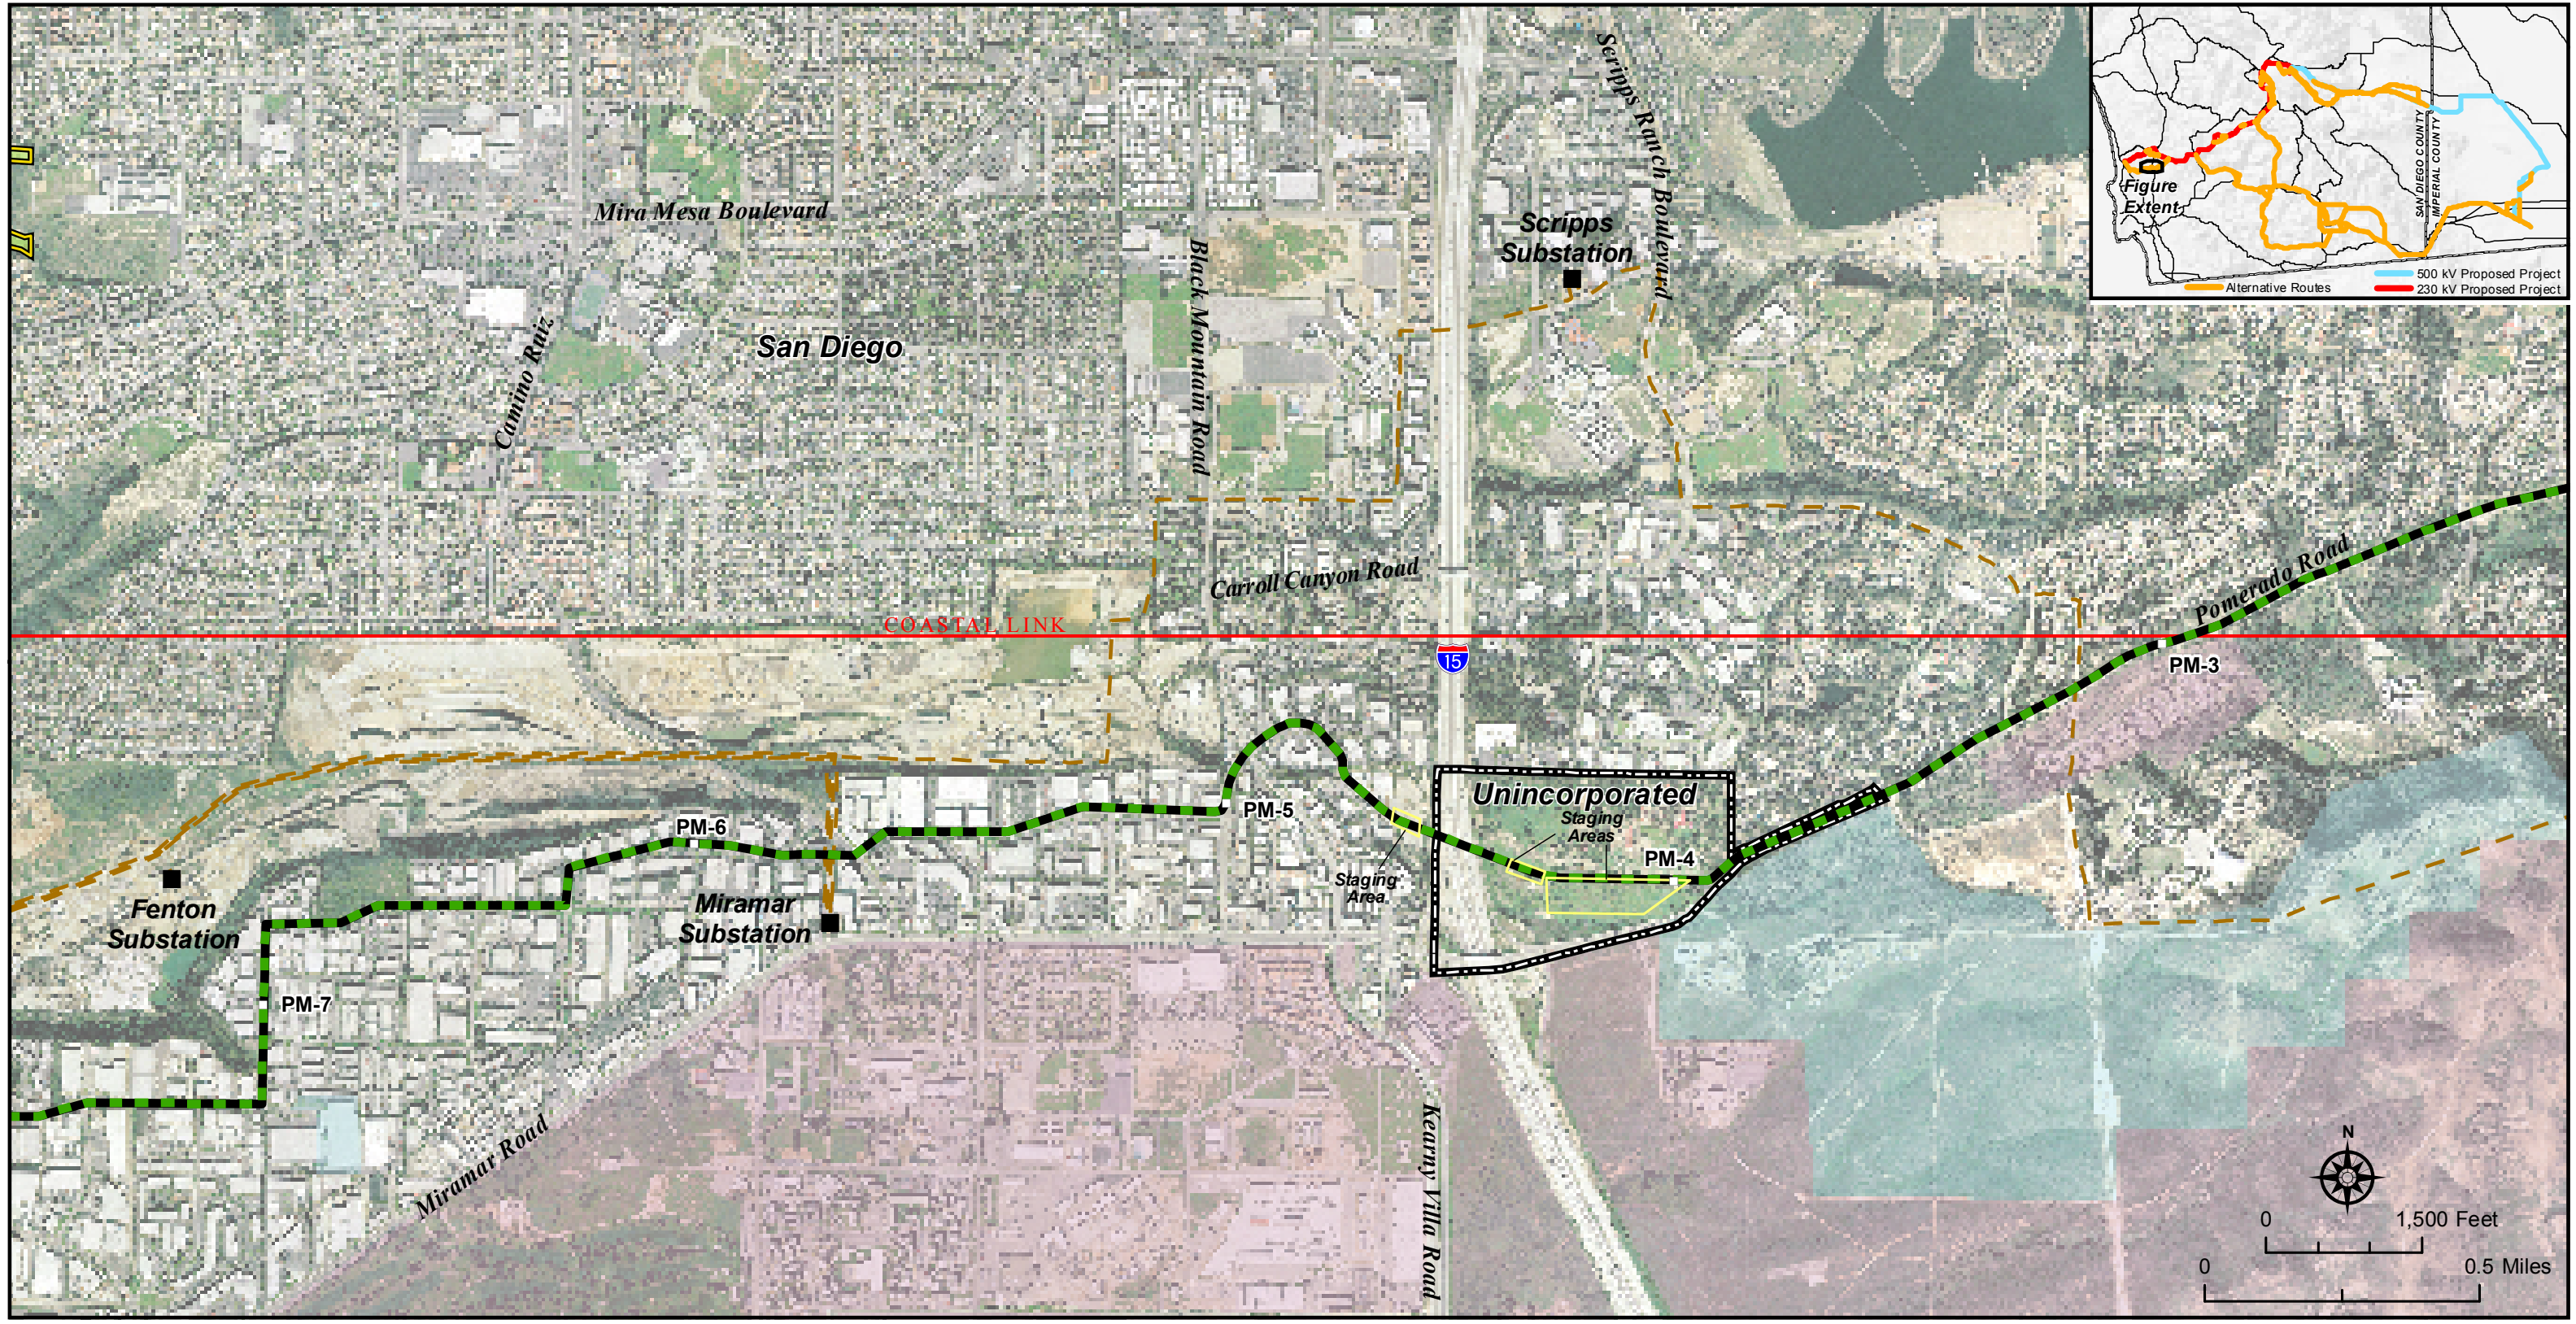 Scripps Ranch Boulevard
SAN DIEGO COUNTY
IMPERIAL COUNTY
Figure
Extent
500 kV Proposed Project
Alternative Routes
230 kV Proposed Project
Mira Mesa Boulevard
Scripps
Substation
Black Mountain Road
San Diego
Camino Ruiz
Carroll Canyon Road
Pomerado Road
COASTAL LINK
15
PM-3
Unincorporated
Staging
Areas
PM-5
PM-6
PM-4
Staging
Area
Fenton
Substation
Miramar
Substation
PM-7
Miramar Road
Kearny Villa Road
N
0 1,500 Feet
0 0.5 Miles